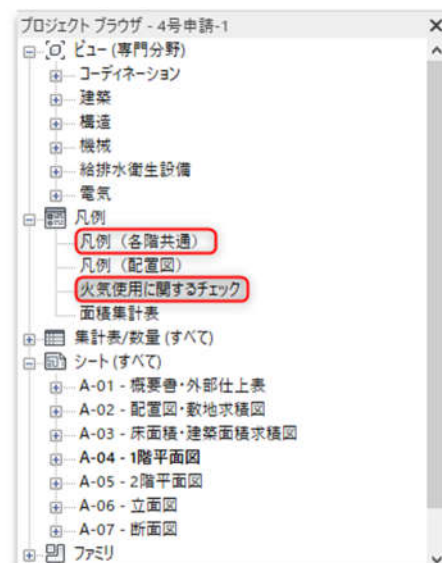 プロジェクト ブラウザ - 4号申請-1
ビュー (専門分野)
コーディネーション
建築
構造
機械
給排水衛生設備
電気
凡例
凡例（各階共通）
凡例（配置図）
火気使用に関するチェック
面積集計表
集計表/数量 (すべて)
シート (すべて)
A-01 - 概要書・外部仕上表
A-02 - 配置図・敷地求積図
A-03 - 床面積・建築面積求積図
A-04 - 1階平面図
A-05 - 2階平面図
A-06 - 立面図
A-07 - 断面図
ファミリ